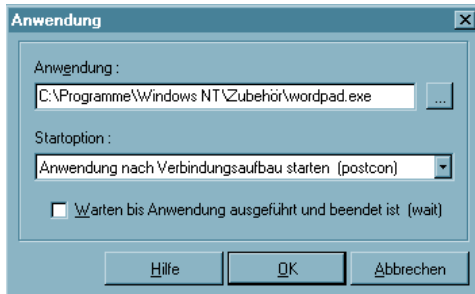 Anwendung
Anwendung :
C:\Programme\Windows NT\Zubehör\wordpad.exe
...
Startoption :
Anwendung nach Verbindungsaufbau starten (postcon)
Warten bis Anwendung ausgeführt und beendet ist (wait)
Hilfe
OK
Abbrechen